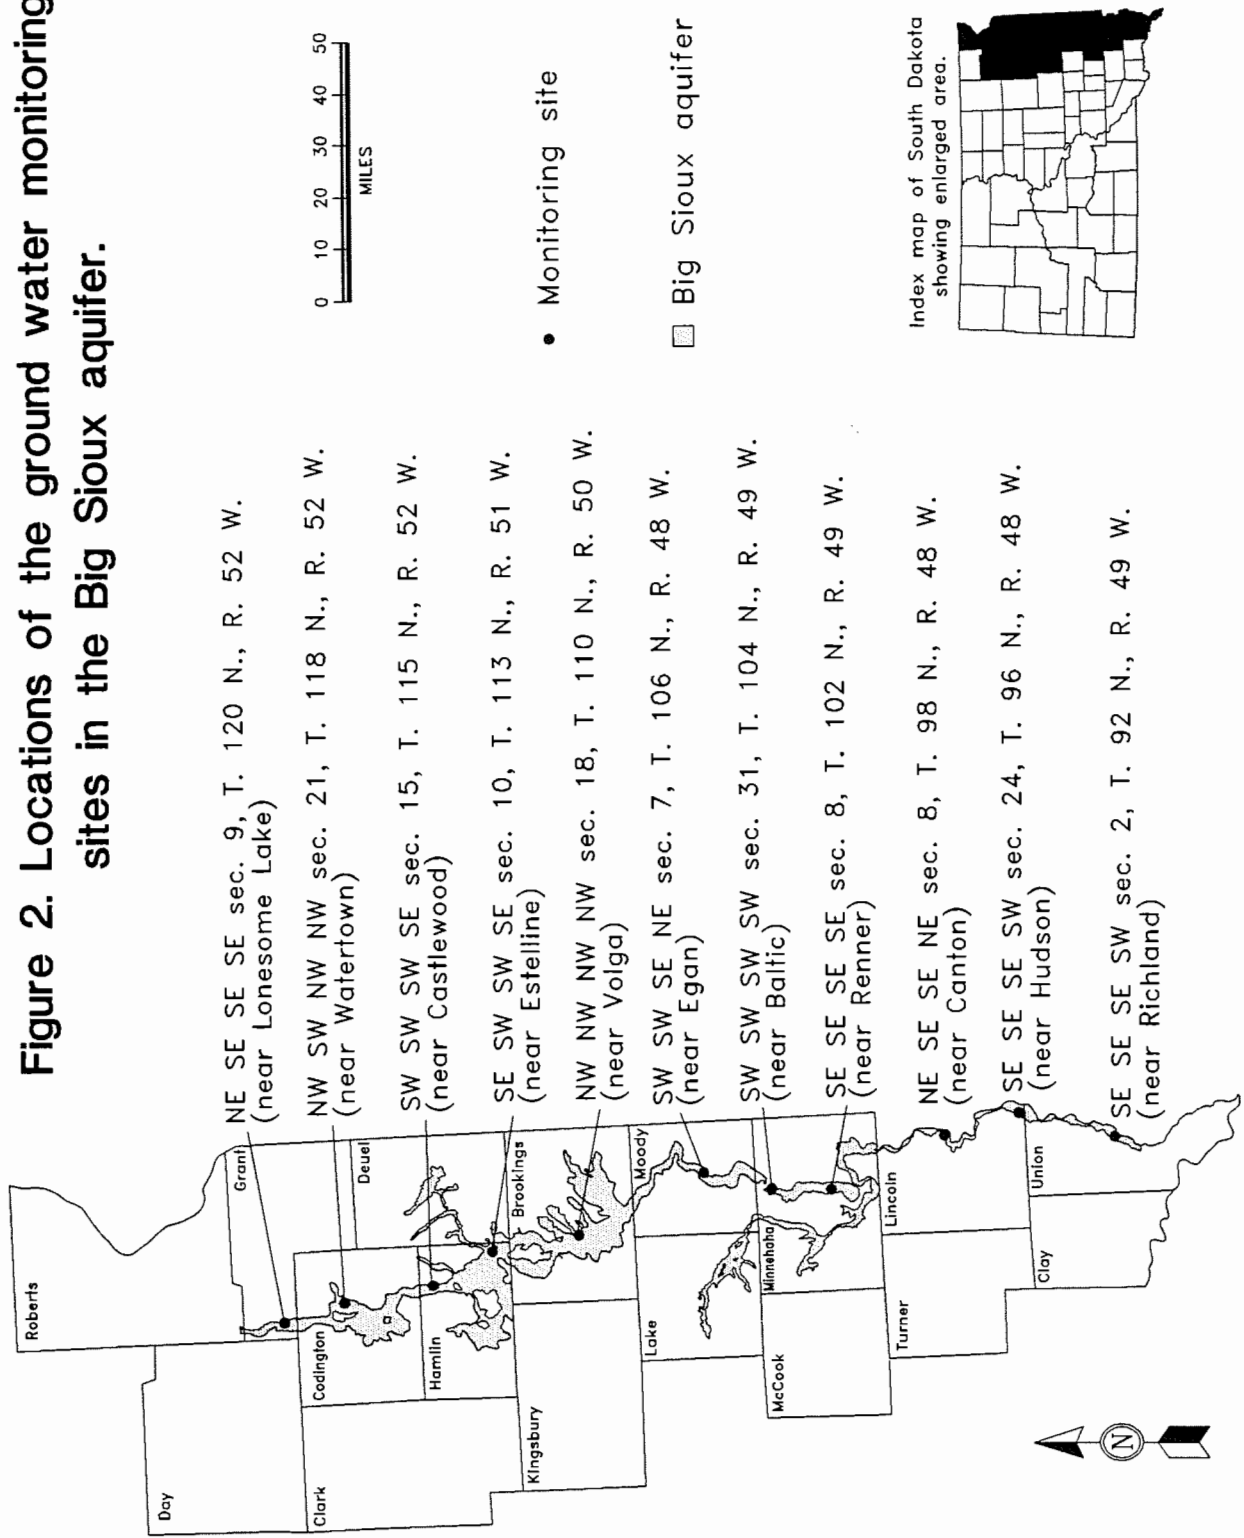 Figure 2. Locations of the ground water monitoring
sites in the Big Sioux aquifer.
NE SE SE SE sec. 9, T. 120 N., R. 52 W.
(near Lonesome Lake)
NW SW NW NW sec. 21, T. 118 N., R. 52 W.
(near Watertown)
SW SW SW SE sec. 15, T. 115 N., R. 52 W.
(near Castlewood)
SE SW SW SE sec. 10, T. 113 N., R. 51 W.
(near Estelline)
NW NW NW NW sec. 18, T. 110 N., R. 50 W.
(near Volga)
SW SW SE NE sec. 7, T. 106 N., R. 48 W.
(near Egan)
SW SW SW SW sec. 31, T. 104 N., R. 49 W.
(near Baltic)
SE SE SE SE sec. 8, T. 102 N., R. 49 W.
(near Renner)
NE SE SE NE sec. 8, T. 98 N., R. 48 W.
(near Canton)
SE SE SE SW sec. 24, T. 96 N., R. 48 W.
(near Hudson)
SE SE SE SW sec. 2, T. 92 N., R. 49 W.
(near Richland)
Roberts
Day
Grant
Codington
Clark
Deuel
Hamlin
Brookings
Kingsbury
Moody
Lake
Minnehaha
McCook
Lincoln
Turner
Union
Clay
N
0 10 20 30 40 50
MILES
Monitoring site
Big Sioux aquifer
Index map of South Dakota
showing enlarged area.